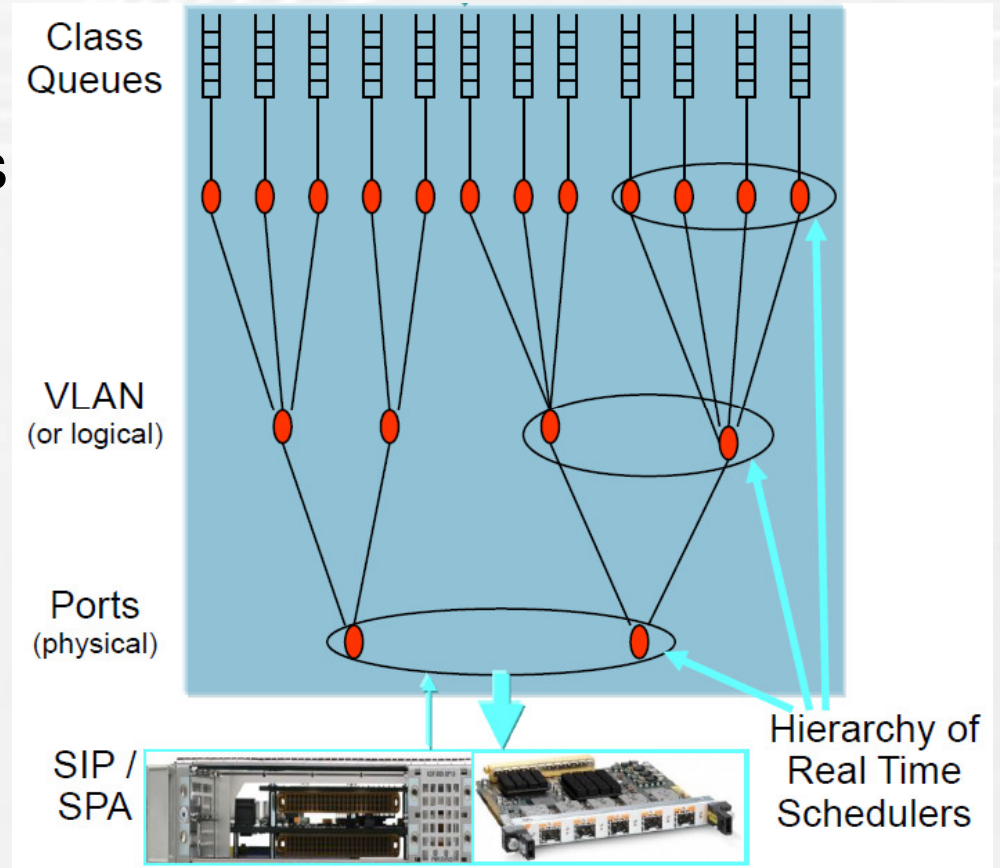 Class
Queues
s
VLAN
(or logical)
Ports
(physical)
SIP /
SPA
Hierarchy of
Real Time
Schedulers